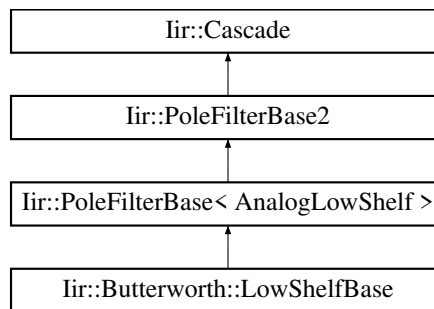 Iir::Cascade
Iir::PoleFilterBase2
Iir::PoleFilterBase< AnalogLowShelf >
Iir::Butterworth::LowShelfBase